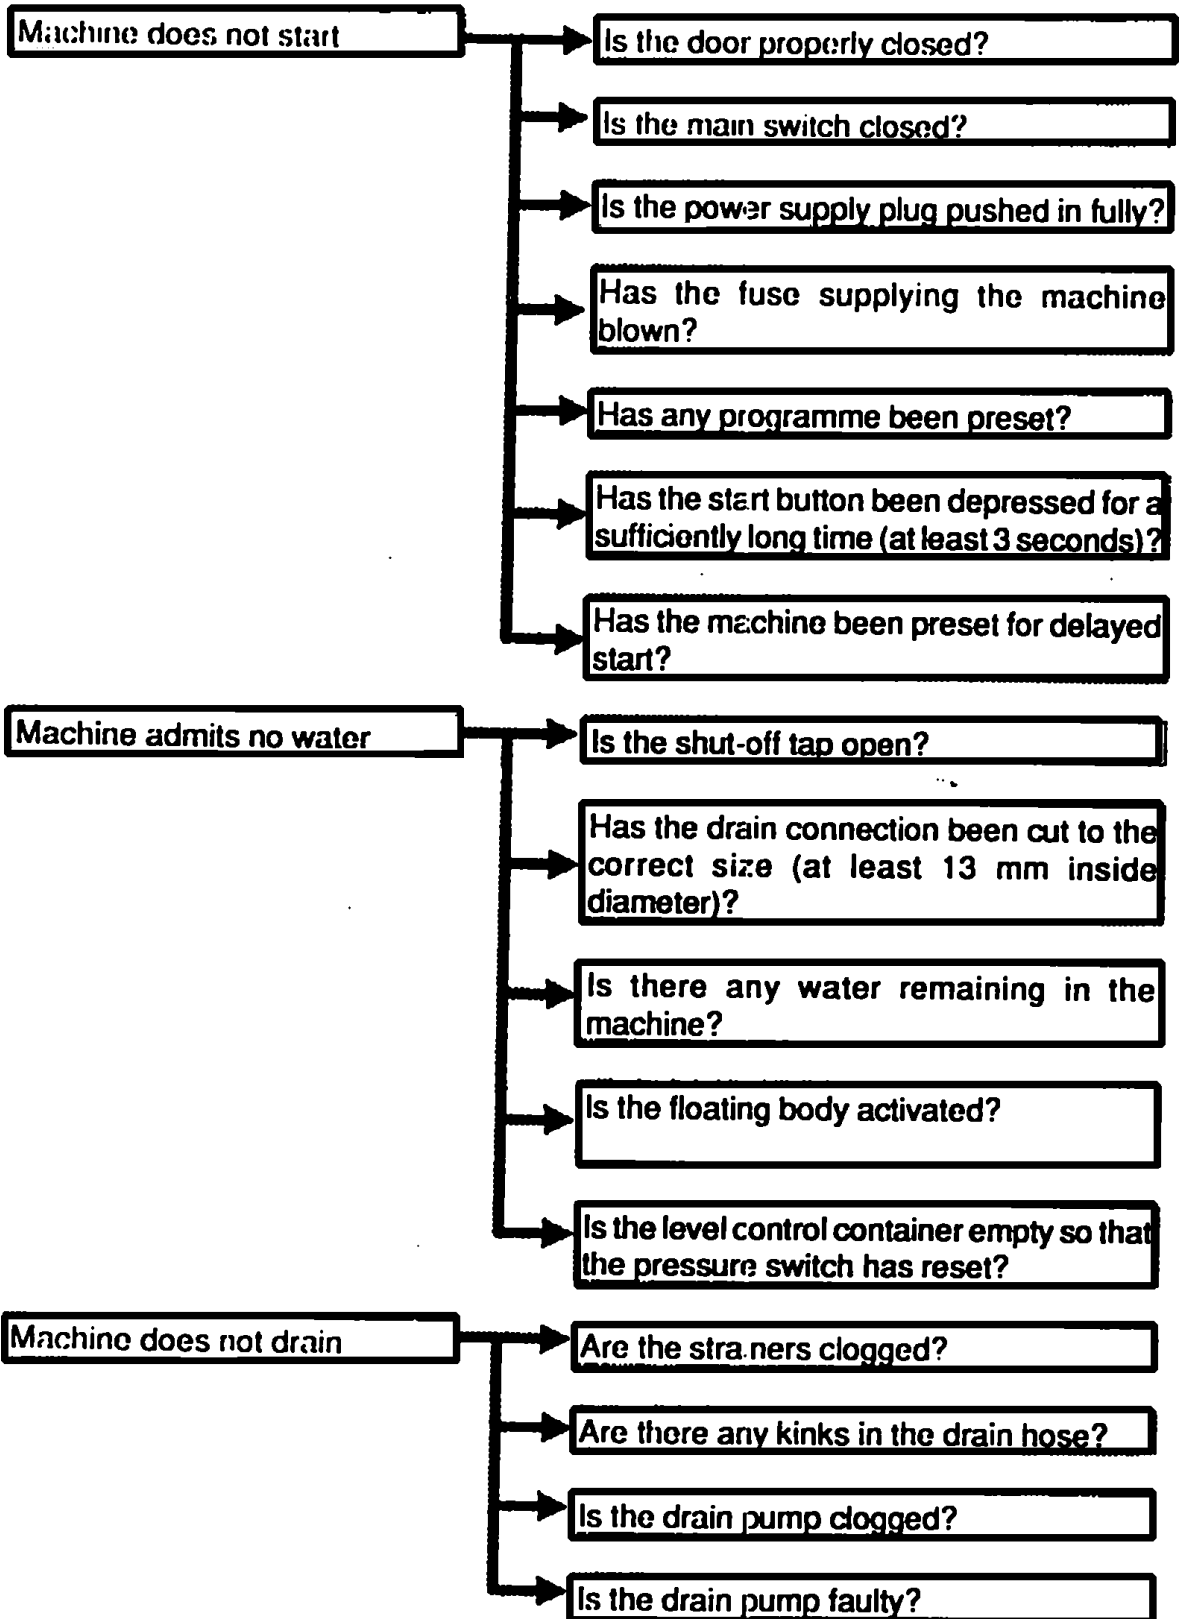 Machine does not start
Is the door properly closed?
Is the main switch closed?
Is the power supply plug pushed in fully?
Has the fuse supplying the machine
blown?
Has any programme been preset?
Has the start button been depressed for a
sufficiently long time (at least 3 seconds)?
Has the machine been preset for delayed
start?
Machine admits no water
Is the shut-off tap open?
Has the drain connection been cut to the
correct size (at least 13 mm inside
diameter)?
Is there any water remaining in the
machine?
Is the floating body activated?
Is the level control container empty so that
the pressure switch has reset?
Machine does not drain
Are the strainers clogged?
Are there any kinks in the drain hose?
Is the drain pump clogged?
Is the drain pump faulty?